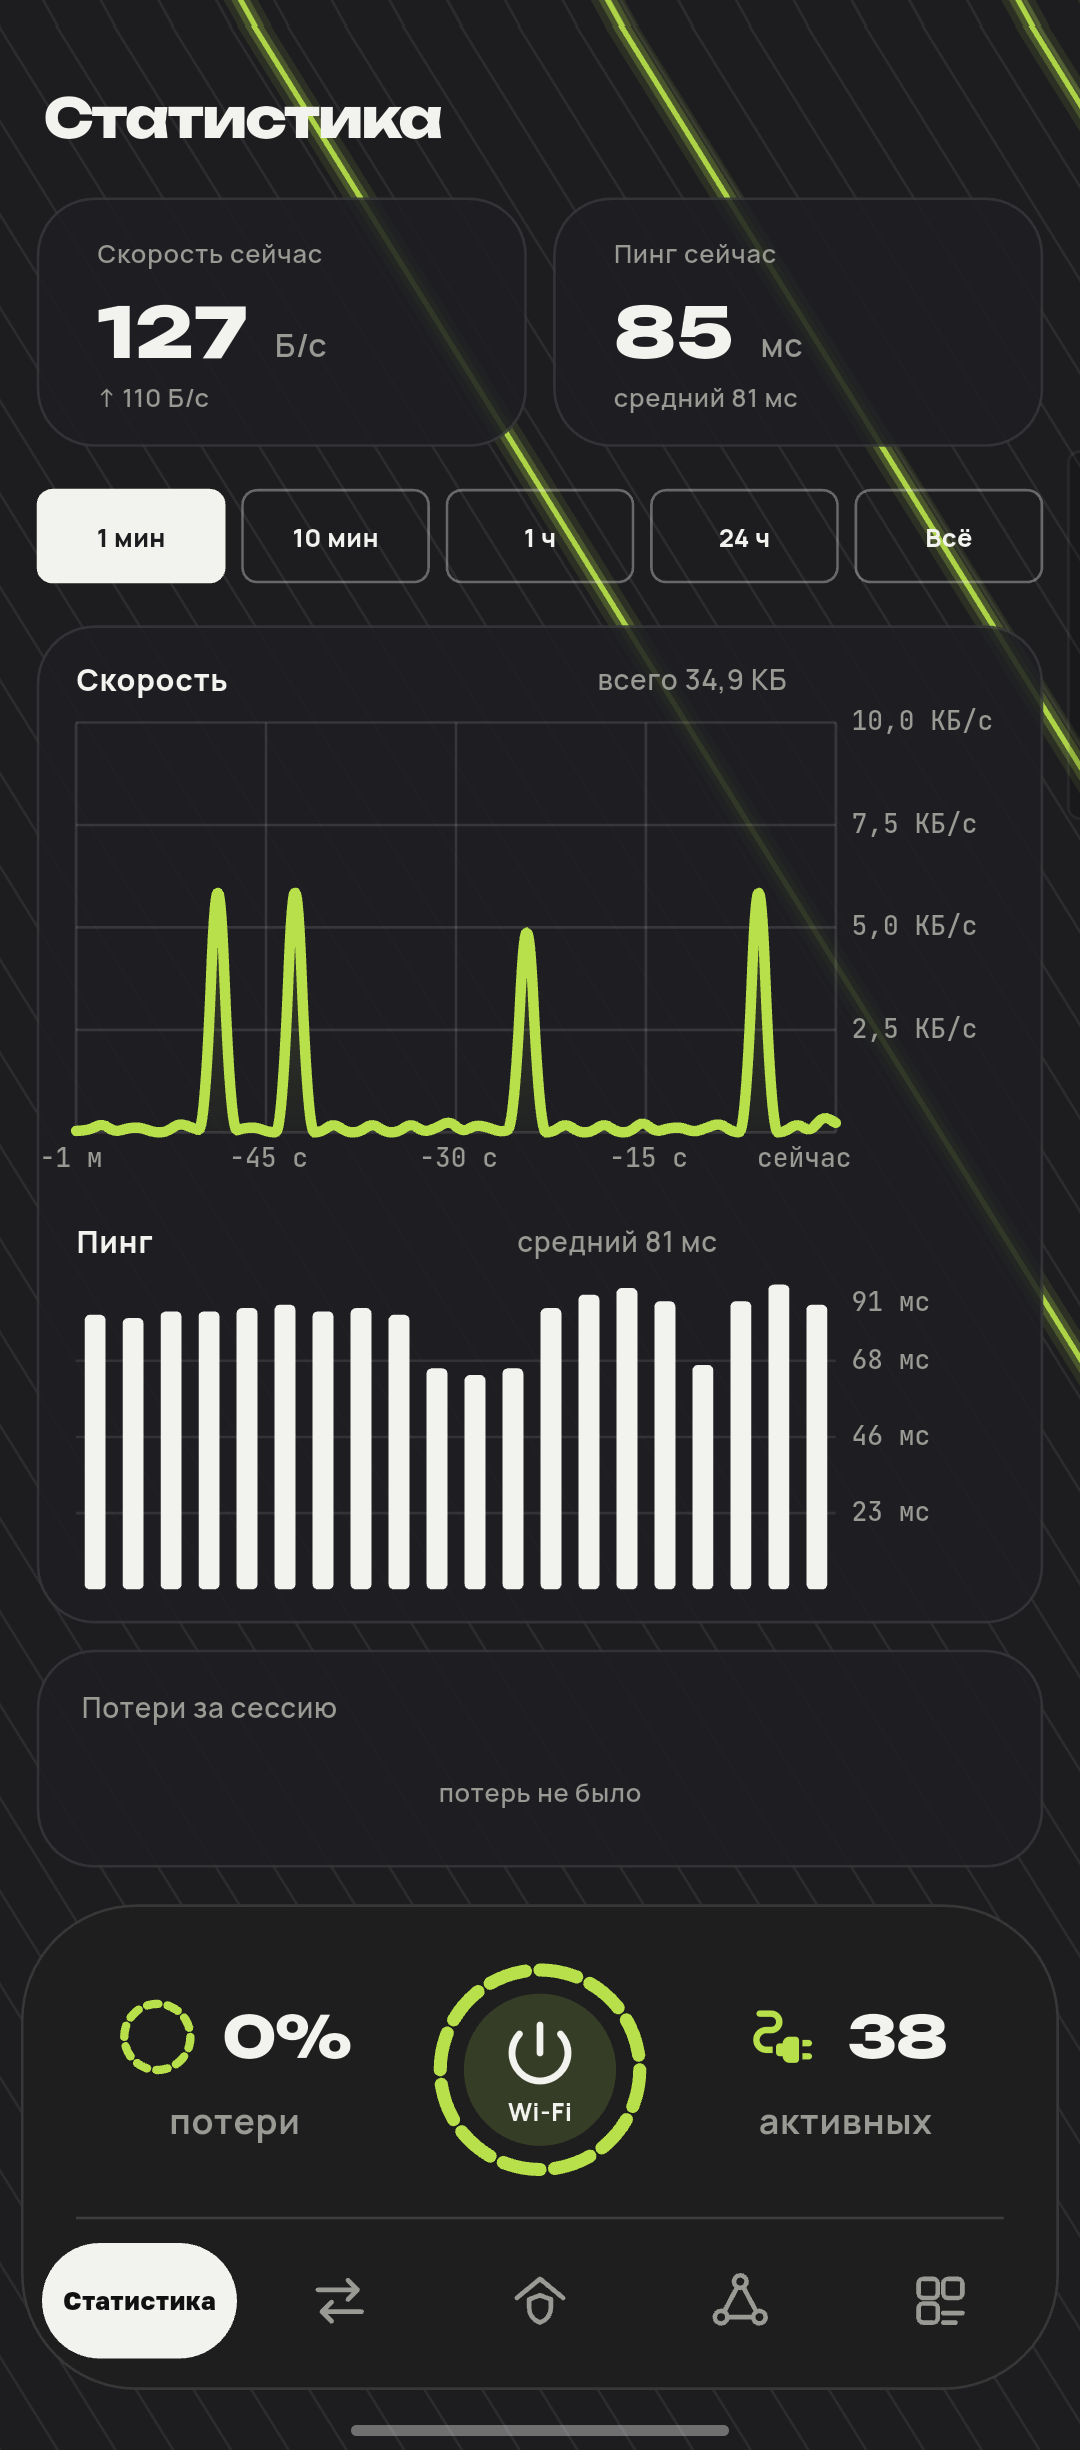 Статистика
Скорость сейчас
127 Б/с
↑ 110 Б/с
Пинг сейчас
85 мс
средний 81 мс
1 мин
10 мин
1 ч
24 ч
Всё
Скорость
всего 34,9 КБ
10,0 КБ/с
7,5 КБ/с
5,0 КБ/с
2,5 КБ/с
-1 м
-45 с
-30 с
-15 с
сейчас
Пинг
средний 81 мс
91 мс
68 мс
46 мс
23 мс
Потери за сессию
потерь не было
0%
потери
Wi-Fi
38
активных
Статистика